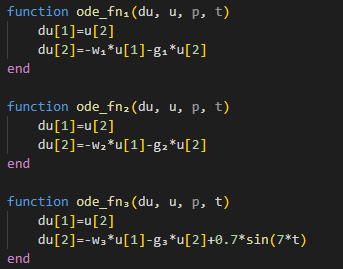 function ode_fn₁(du, u, p, t)
    du[1]=u[2]
    du[2]=-w₁*u[1]-g₁*u[2]
end

function ode_fn₂(du, u, p, t)
    du[1]=u[2]
    du[2]=-w₂*u[1]-g₂*u[2]
end

function ode_fn₃(du, u, p, t)
    du[1]=u[2]
    du[2]=-w₃*u[1]-g₃*u[2]+0.7*sin(7*t)
end